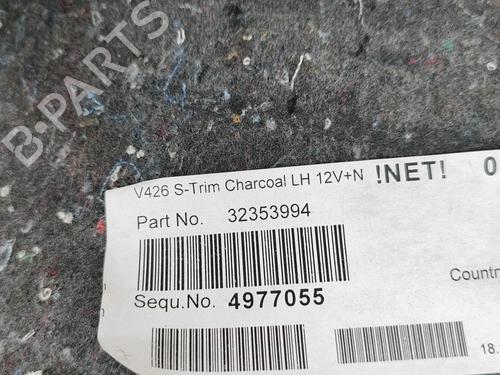 B-PARTS
V426 S-Trim Charcoal LH 12V+N !NET! 0
Part No. 32353994
Countr
Sequ.No. 4977055
18.